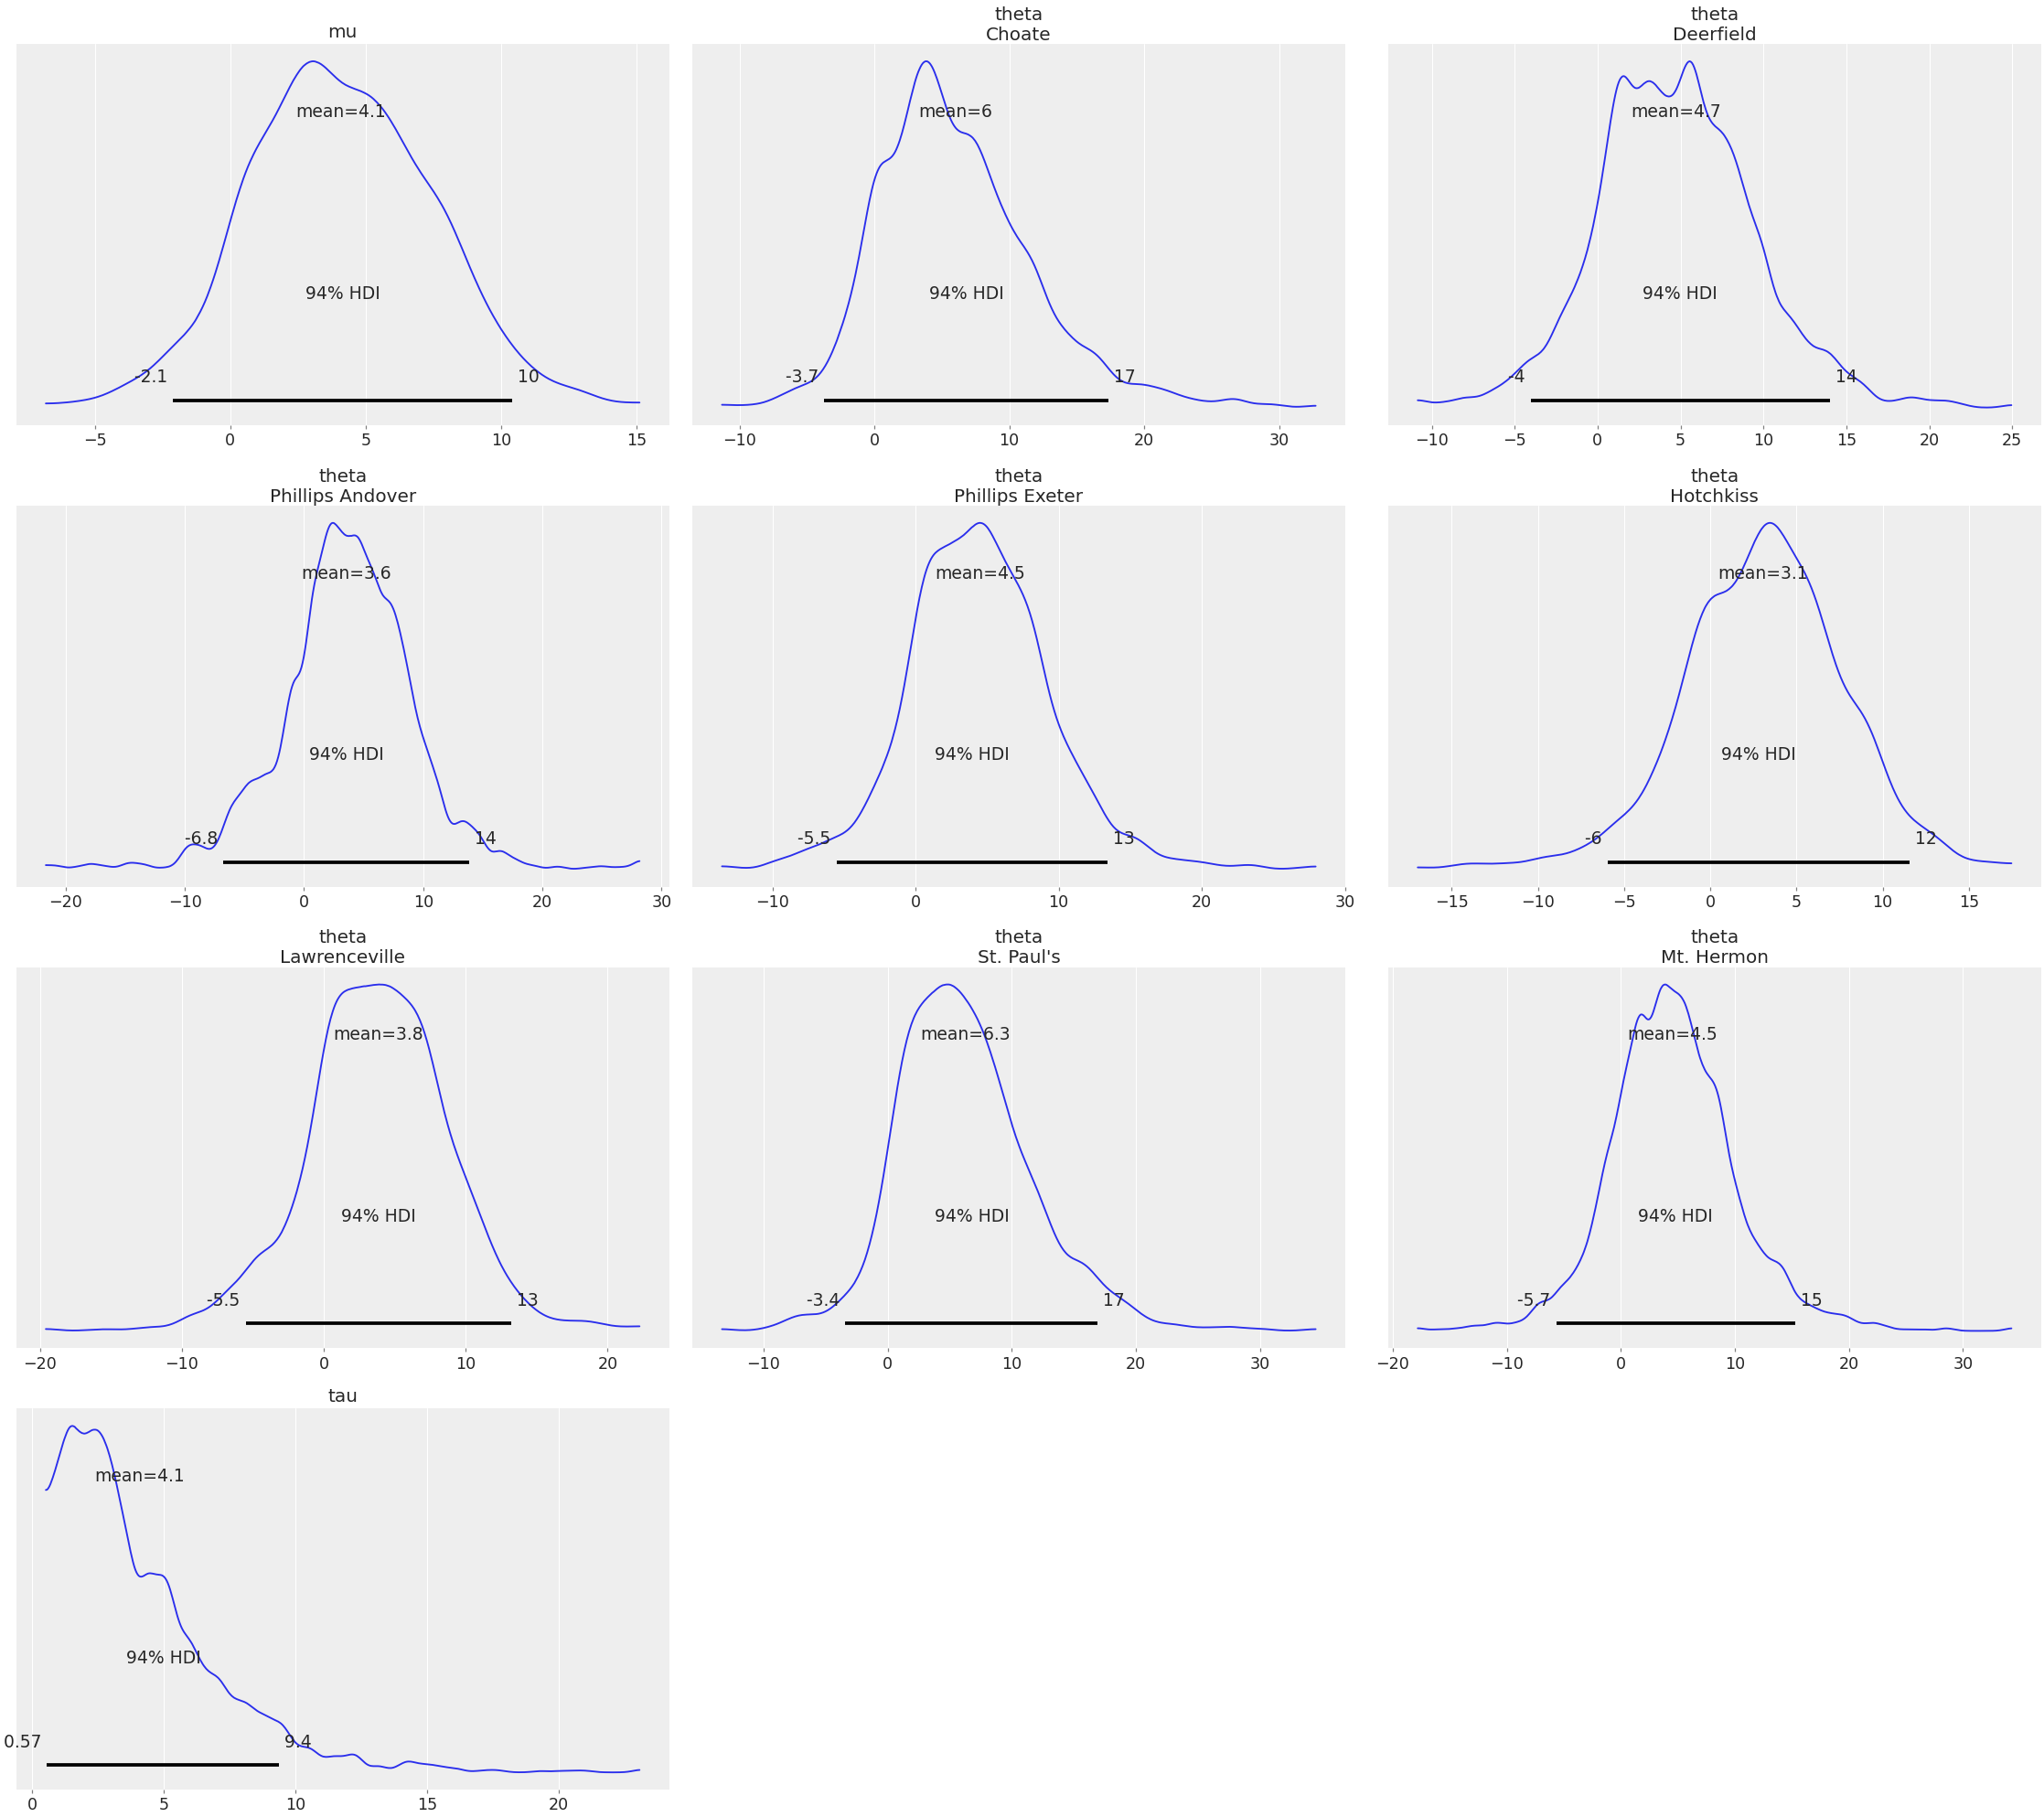 mu
mean=4.1
94% HDI
-2.1 10
−5 0 5 10 15
theta
Choate
mean=6
94% HDI
-3.7 17
−10 0 10 20 30
theta
Deerfield
mean=4.7
94% HDI
-4 14
−10 −5 0 5 10 15 20 25
theta
Phillips Andover
mean=3.6
94% HDI
-6.8 14
−20 −10 0 10 20 30
theta
Phillips Exeter
mean=4.5
94% HDI
-5.5 13
−10 0 10 20 30
theta
Hotchkiss
mean=3.1
94% HDI
-6 12
−15 −10 −5 0 5 10 15
theta
Lawrenceville
mean=3.8
94% HDI
-5.5 13
−20 −10 0 10 20
theta
St. Paul's
mean=6.3
94% HDI
-3.4 17
−10 0 10 20 30
theta
Mt. Hermon
mean=4.5
94% HDI
-5.7 15
−20 −10 0 10 20 30
tau
mean=4.1
94% HDI
0.57 9.4
0 5 10 15 20